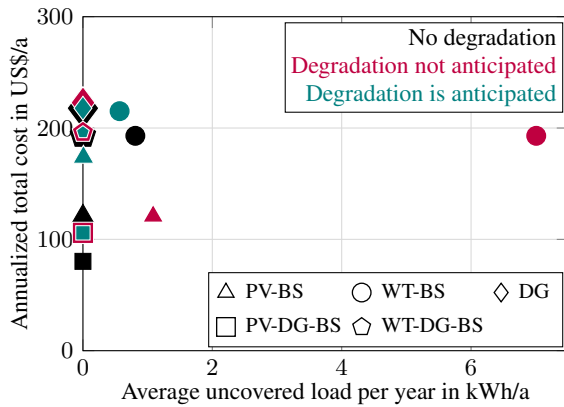 300
200
100
0
Annualized total cost in US$/a
No degradation
Degradation not anticipated
Degradation is anticipated
PV-BS WT-BS DG
PV-DG-BS WT-DG-BS
0 2 4 6
Average uncovered load per year in kWh/a